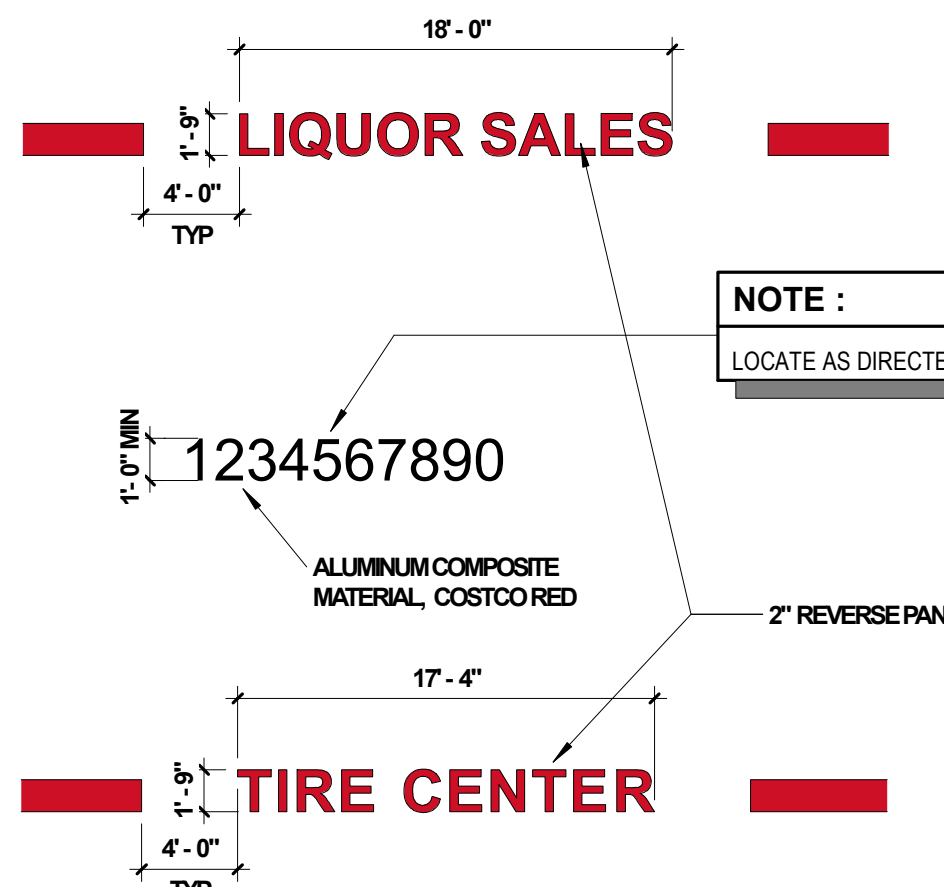 18'- 0"
1'- 9"
LIQUOR SALES
4'- 0"
TYP
NOTE :
LOCATE AS DIRECTE
1'- 0" MIN
1234567890
ALUMINUM COMPOSITE
MATERIAL, COSTCO RED
2" REVERSE PAN
17'- 4"
1'- 9"
TIRE CENTER
4'- 0"
TYP